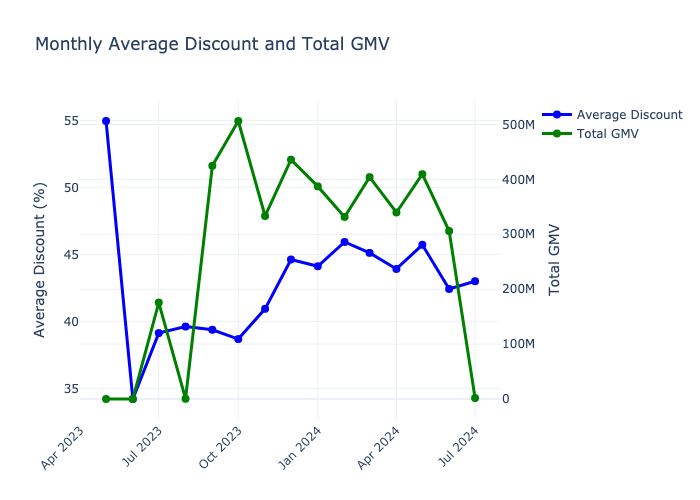 Monthly Average Discount and Total GMV
Average Discount
Total GMV
Average Discount (%)
55
50
45
40
35
500M
400M
300M
200M
100M
0
Total GMV
Apr 2023
Jul 2023
Oct 2023
Jan 2024
Apr 2024
Jul 2024